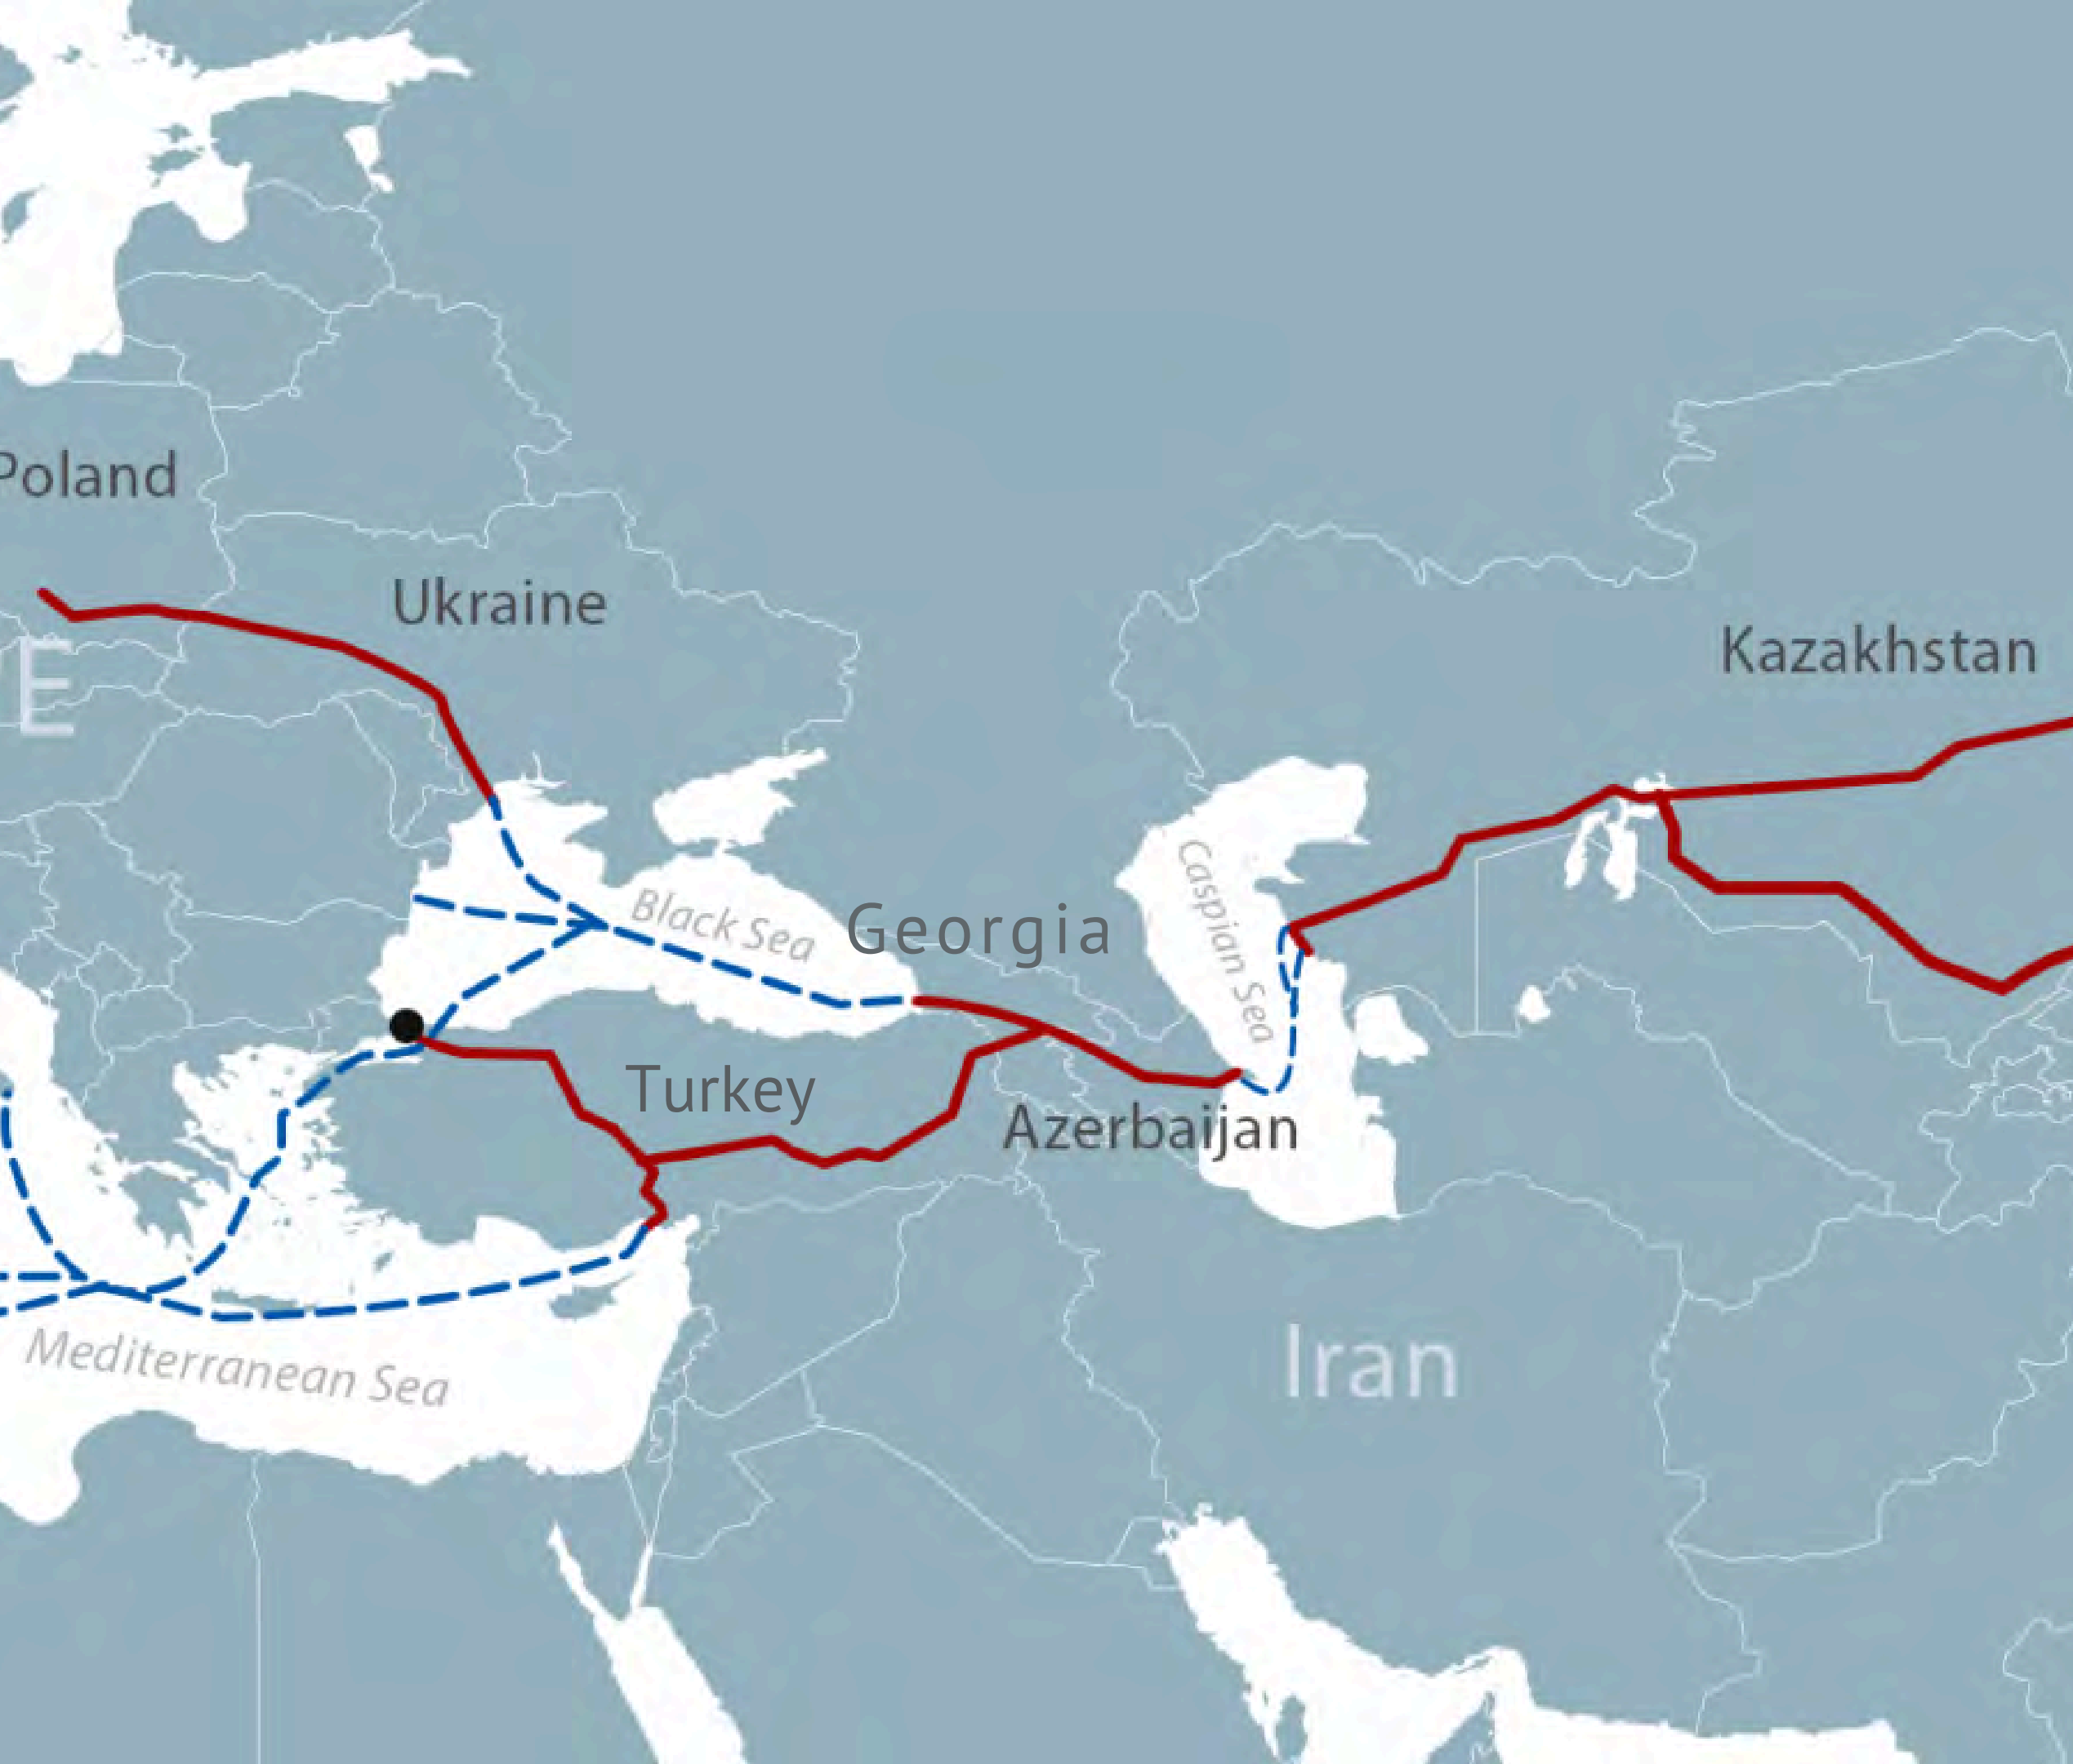 Poland
Ukraine
E
Kazakhstan
Black Sea
Georgia
Caspian Sea
Turkey
Azerbaijan
Iran
Mediterranean Sea